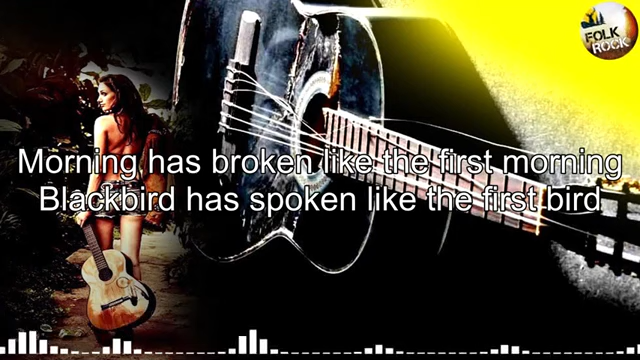 FOLK
ROCK
Morning has broken like the first morning
Blackbird has spoken like the first bird